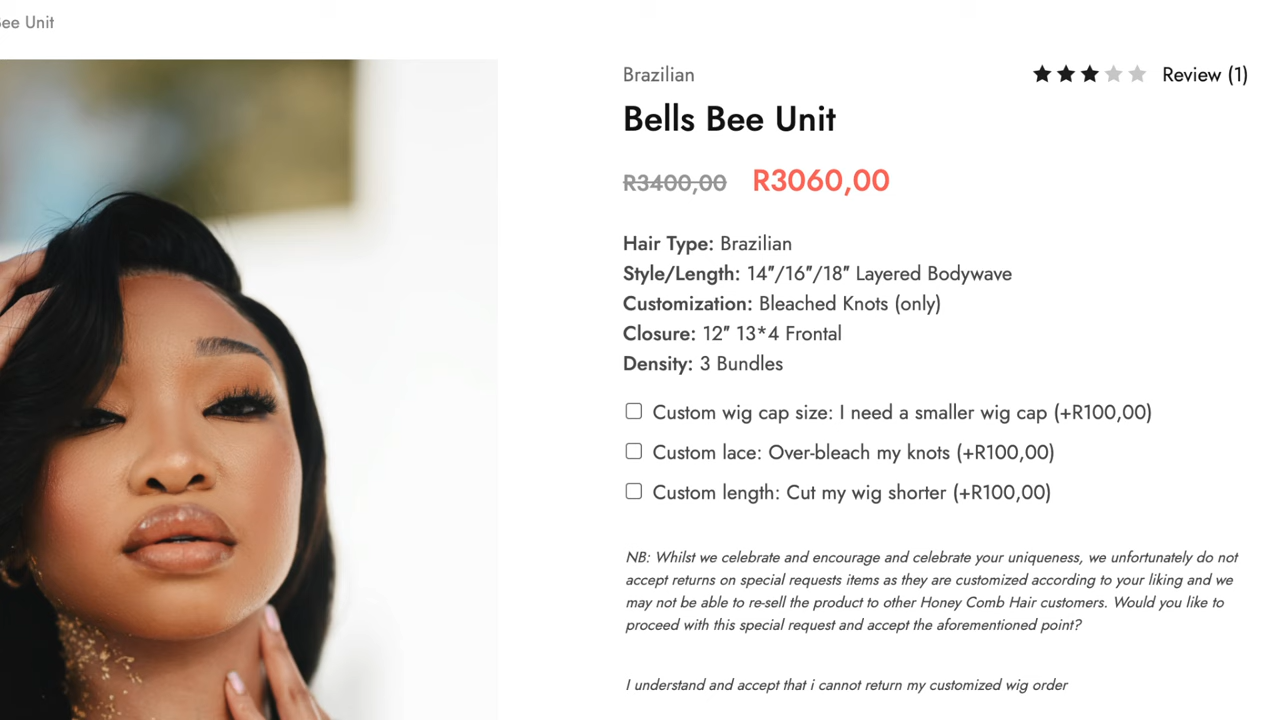 Bee Unit
Brazilian
Review (1)
Bells Bee Unit
R3400,00 R3060,00
Hair Type: Brazilian
Style/Length: 14″/16″/18″ Layered Bodywave
Customization: Bleached Knots (only)
Closure: 12″ 13*4 Frontal
Density: 3 Bundles
Custom wig cap size: I need a smaller wig cap (+R100,00)
Custom lace: Over-bleach my knots (+R100,00)
Custom length: Cut my wig shorter (+R100,00)
NB: Whilst we celebrate and encourage and celebrate your uniqueness, we unfortunately do not
accept returns on special requests items as they are customized according to your liking and we
may not be able to re-sell the product to other Honey Comb Hair customers. Would you like to
proceed with this special request and accept the aforementioned point?
I understand and accept that i cannot return my customized wig order